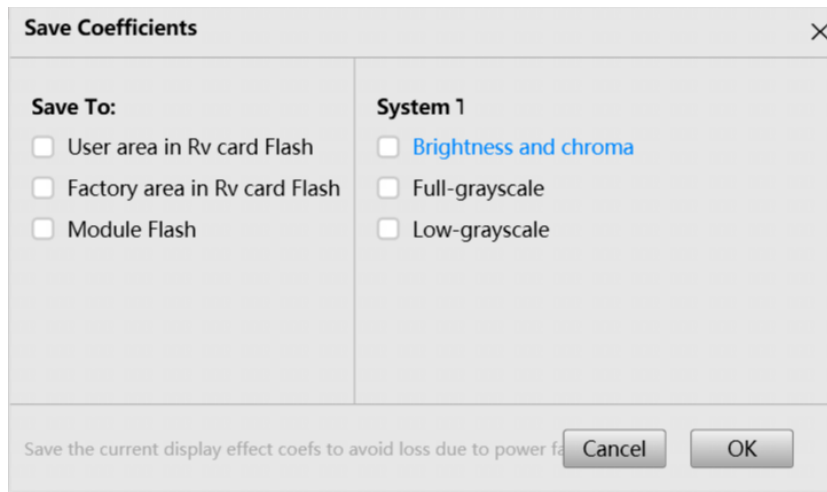 Save Coefficients
Save To:
User area in Rv card Flash
Factory area in Rv card Flash
Module Flash
System 1
Brightness and chroma
Full-grayscale
Low-grayscale
Save the current display effect coefs to avoid loss due to power
Cancel
OK